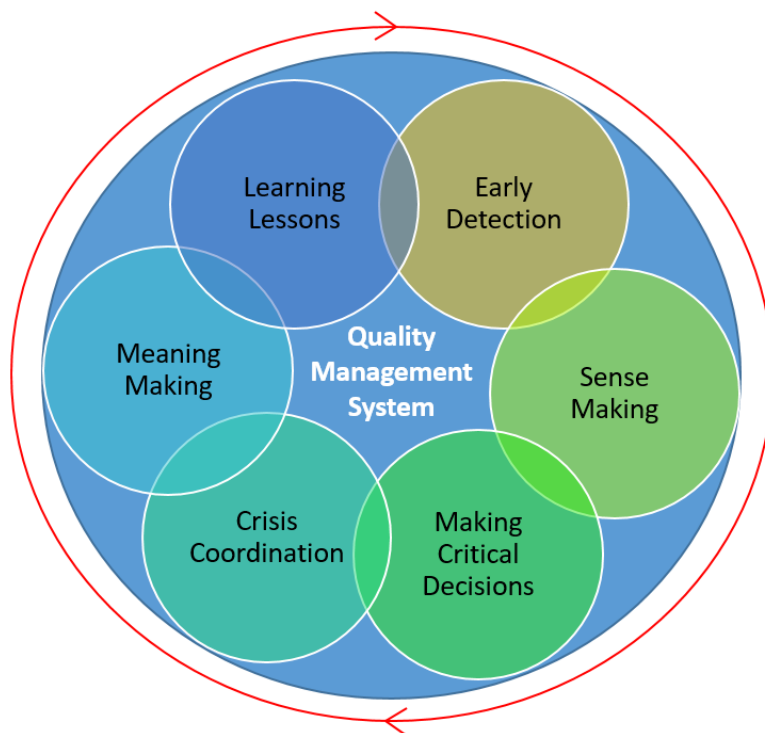 Learning
Lessons
Early
Detection
Meaning
Making
Quality
Management
System
Sense
Making
Crisis
Coordination
Making
Critical
Decisions